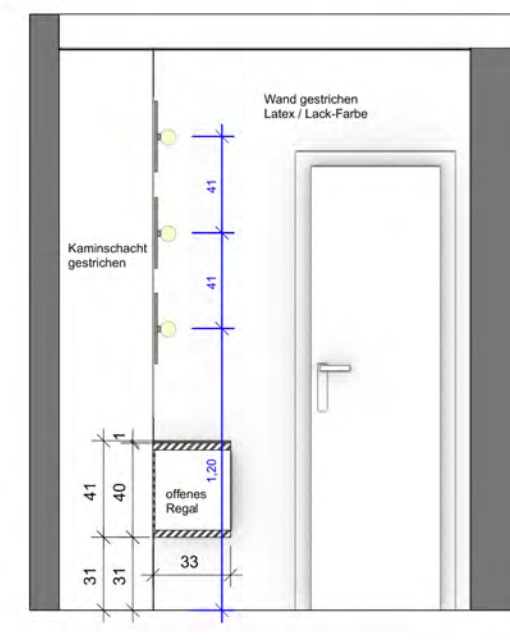 Wand gestrichen
Latex / Lack-Farbe
41
Kaminschacht
gestrichen
41
1
41
40
1,20
offenes
Regal
31
31
33